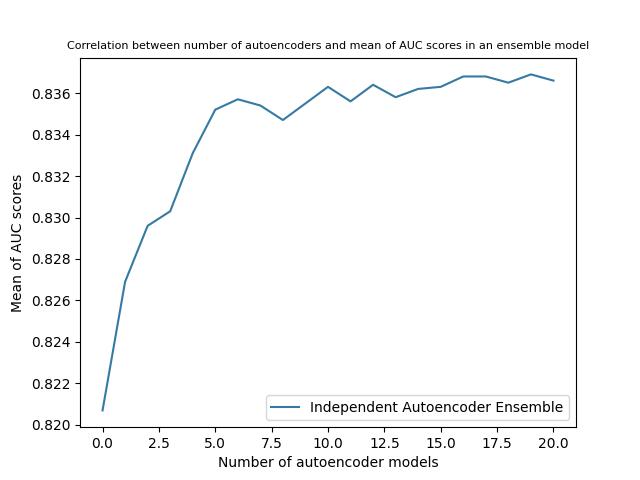 Correlation between number of autoencoders and mean of AUC scores in an ensemble model
0.836
0.834
0.832
0.830
0.828
0.826
0.824
0.822
0.820
Mean of AUC scores
Independent Autoencoder Ensemble
0.0 2.5 5.0 7.5 10.0 12.5 15.0 17.5 20.0
Number of autoencoder models